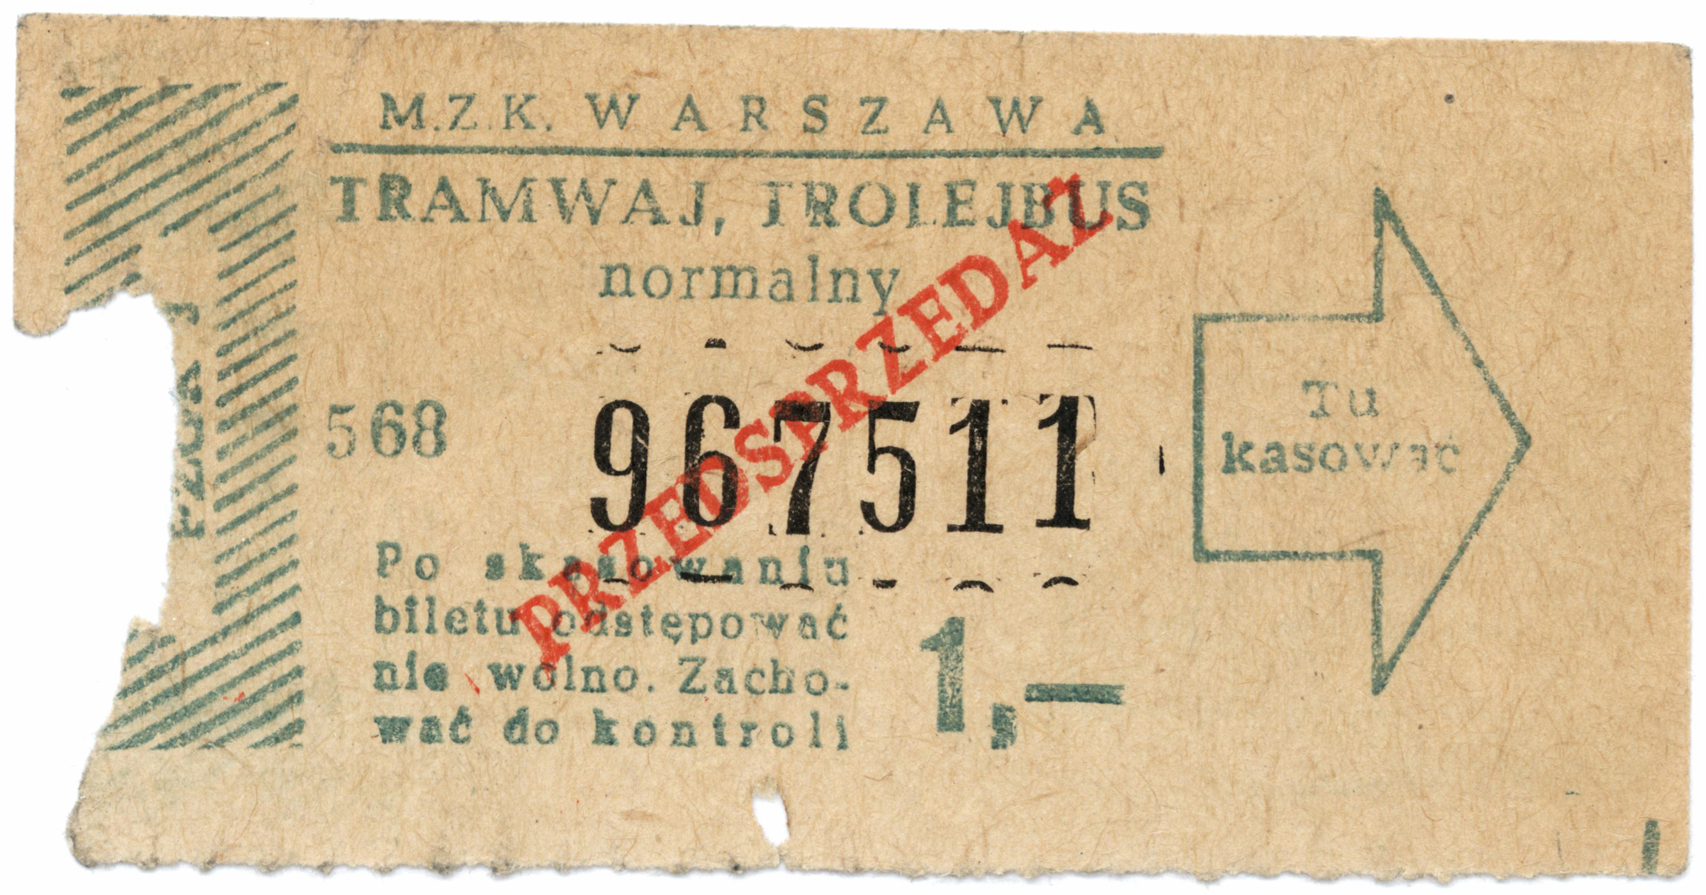 M.Z.K. WARSZAWA
TRAMWAJ, TROLEJBUS
normalny
568
967511
PRZEDSPRZEDAŻ
Po skasowaniu
biletu odstępować
nie wolno. Zacho-
wać do kontroli
1,—
Tu
kasować